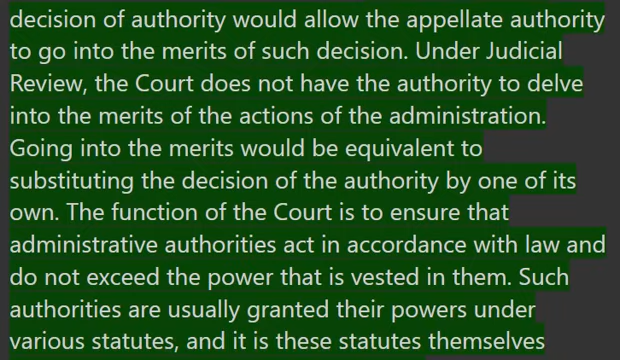 decision of authority would allow the appellate authority
to go into the merits of such decision. Under Judicial
Review, the Court does not have the authority to delve
into the merits of the actions of the administration.
Going into the merits would be equivalent to
substituting the decision of the authority by one of its
own. The function of the Court is to ensure that
administrative authorities act in accordance with law and
do not exceed the power that is vested in them. Such
authorities are usually granted their powers under
various statutes, and it is these statutes themselves